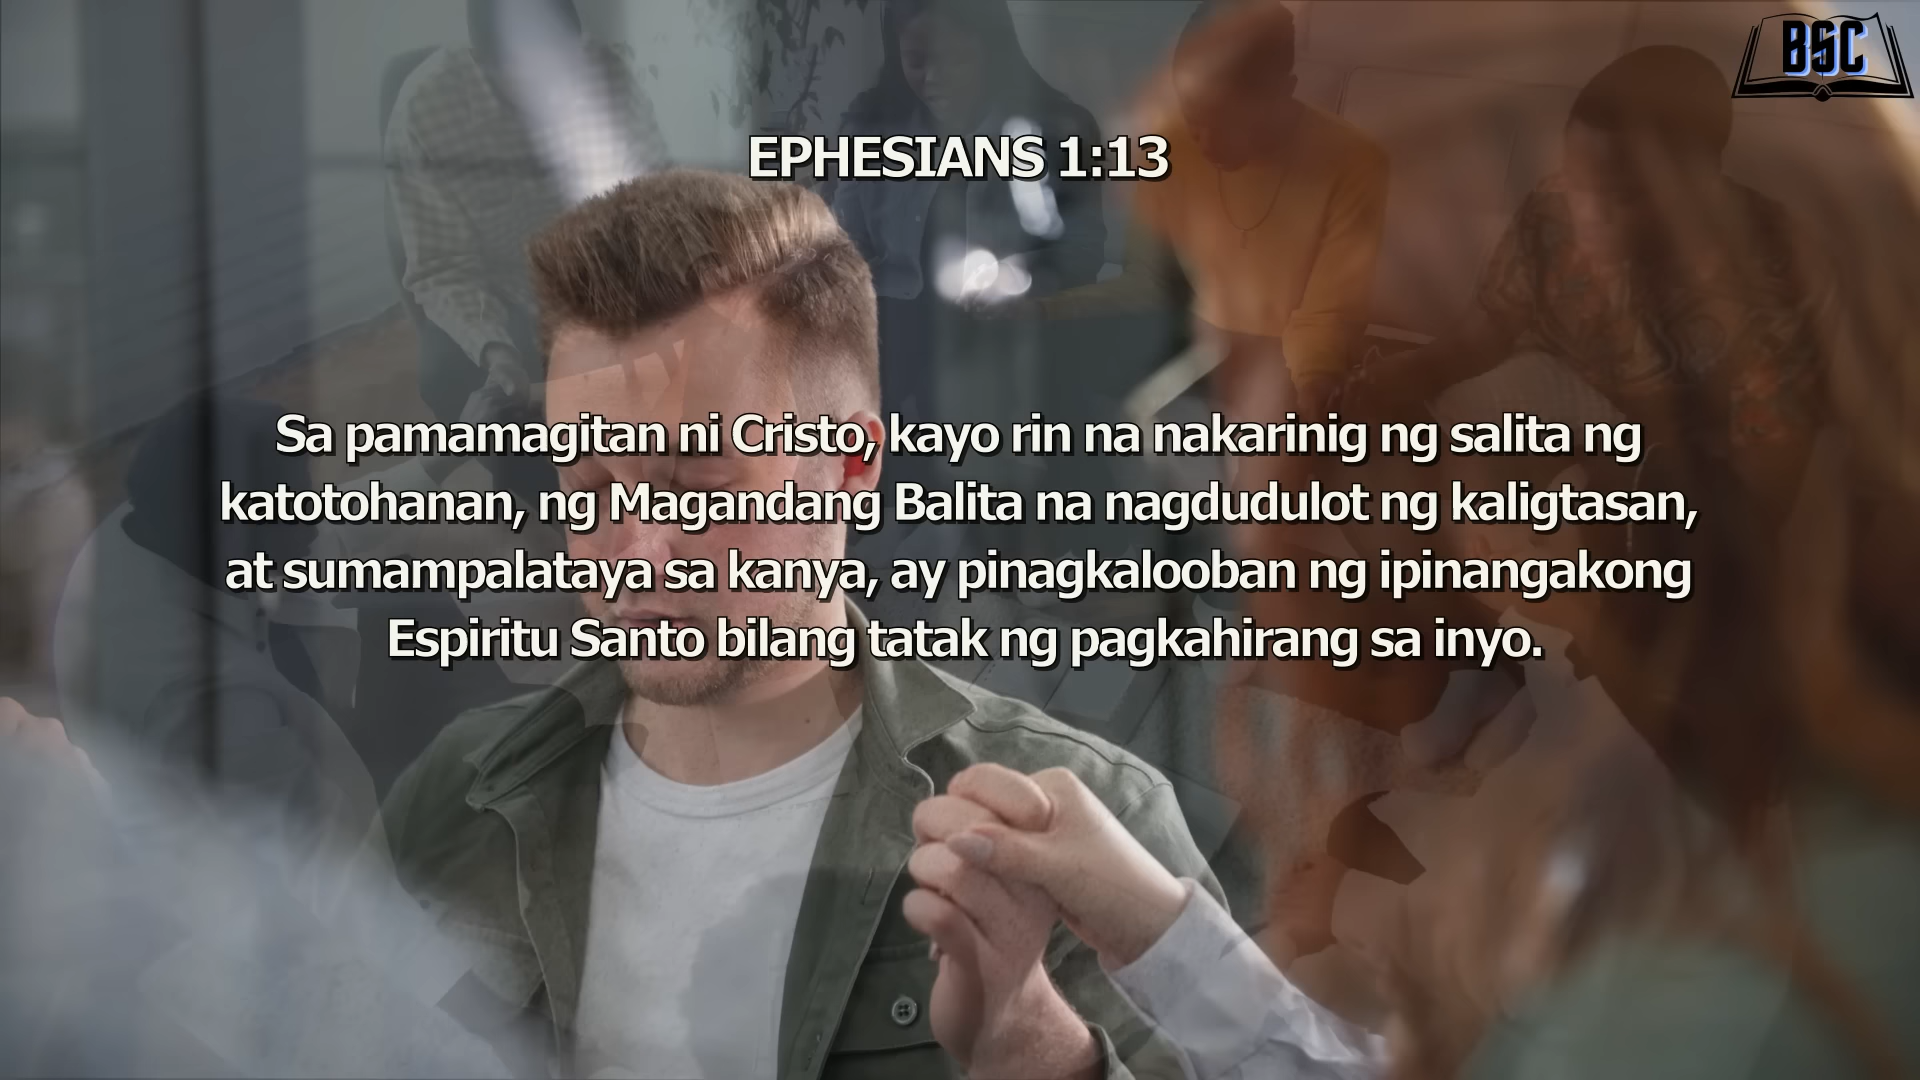 BSC
EPHESIANS 1:13
Sa pamamagitan ni Cristo, kayo rin na nakarinig ng salita ng
katotohanan, ng Magandang Balita na nagdudulot ng kaligtasan,
at sumampalataya sa kanya, ay pinagkalooban ng ipinangakong
Espiritu Santo bilang tatak ng pagkahirang sa inyo.